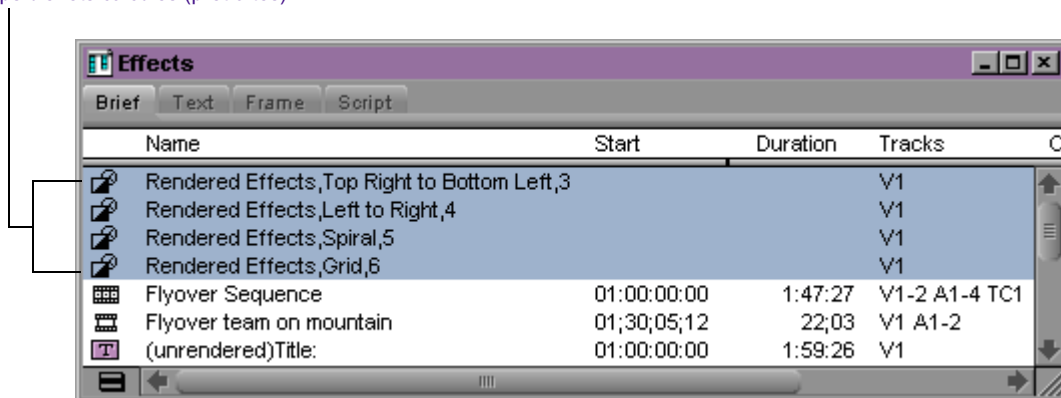 Effects
Brief Text Frame Script
Name Start Duration Tracks
Rendered Effects,Top Right to Bottom Left,3 V1
Rendered Effects,Left to Right,4 V1
Rendered Effects,Spiral,5 V1
Rendered Effects,Grid,6 V1
Flyover Sequence 01:00:00:00 1:47:27 V1-2 A1-4 TC1
Flyover team on mountain 01;30;05;12 22;03 V1 A1-2
T (unrendered)Title: 01:00:00:00 1:59:26 V1